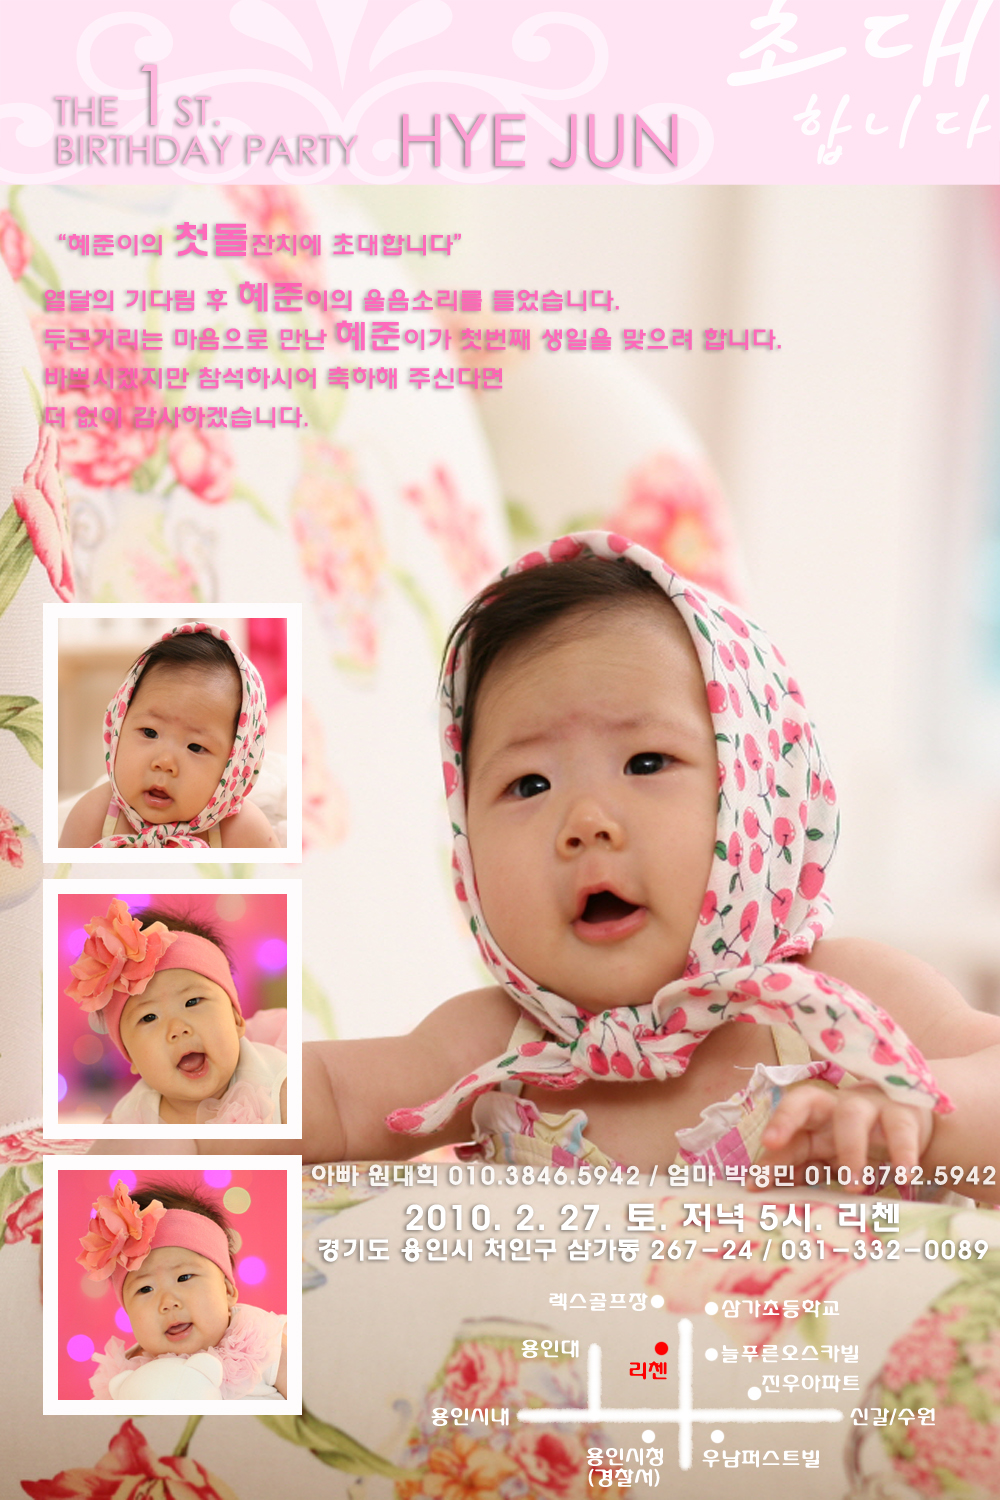 초대
합니다
THE 1 ST.
BIRTHDAY PARTY HYE JUN
“혜준이의 첫돌잔치에 초대합니다”
열달의 기다림 후 혜준이의 울음소리를 들었습니다.
두근거리는 마음으로 만난 혜준이가 첫번째 생일을 맞으려 합니다.
바쁘시겠지만 참석하시어 축하해 주신다면
더 없이 감사하겠습니다.
아빠 원대희 010.3846.5942 / 엄마 박영민 010.8782.5942
2010. 2. 27. 토. 저녁 5시. 리첸
경기도 용인시 처인구 삼가동 267-24 / 031-332-0089
렉스골프장
삼가초등학교
용인대
늘푸른오스카빌
리첸
진우아파트
용인시내
신갈/수원
용인시청
(경찰서)
우남퍼스트빌